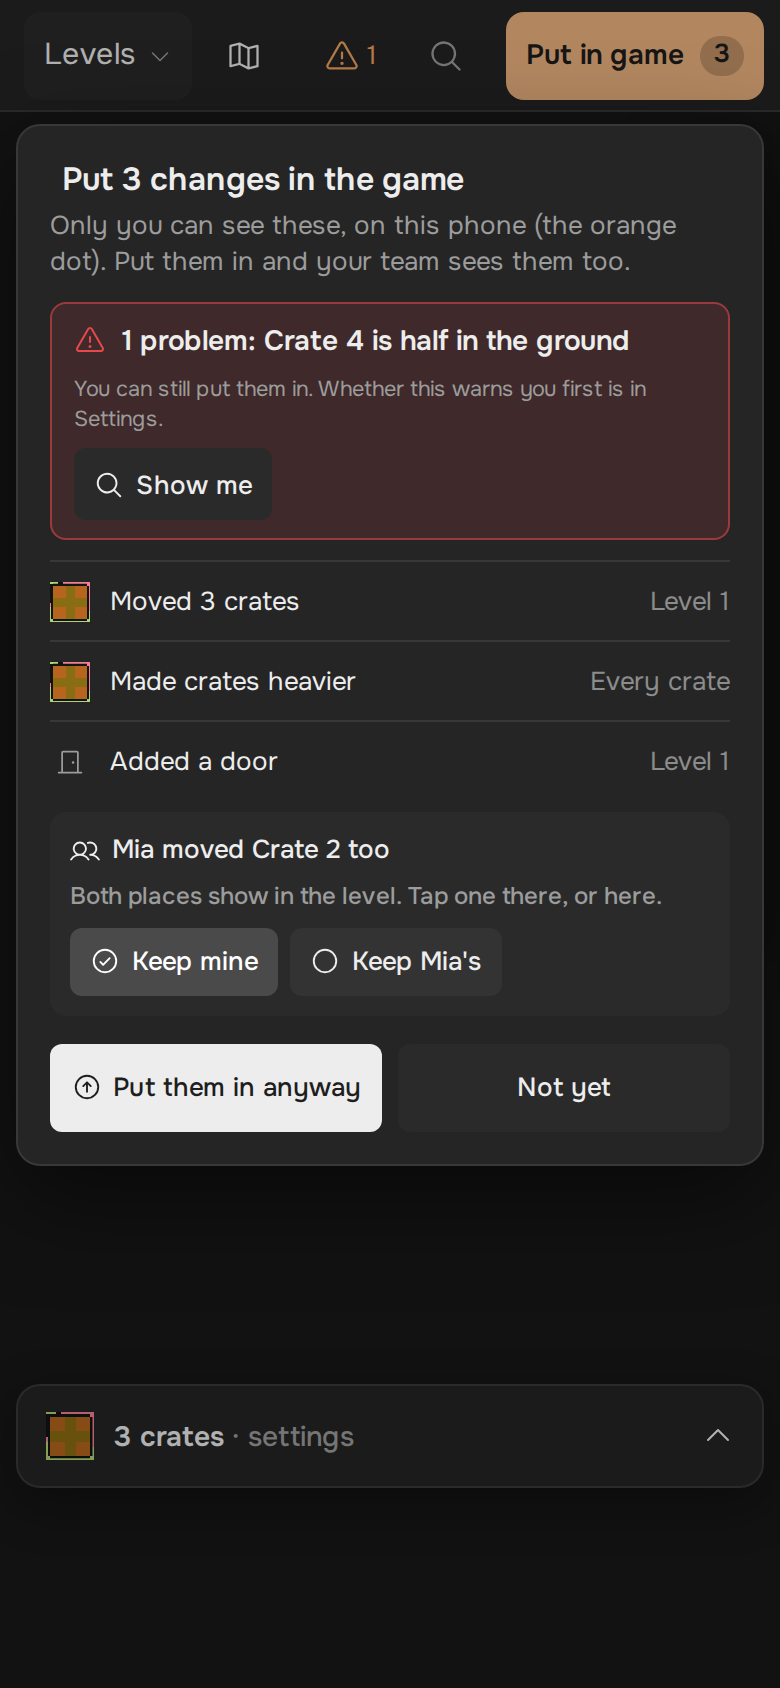 Levels
1
Put in game 3
Put 3 changes in the game
Only you can see these, on this phone (the orange
dot). Put them in and your team sees them too.
1 problem: Crate 4 is half in the ground
You can still put them in. Whether this warns you first is in
Settings.
Show me
Moved 3 crates Level 1
Made crates heavier Every crate
Added a door Level 1
Mia moved Crate 2 too
Both places show in the level. Tap one there, or here.
Keep mine Keep Mia's
Put them in anyway Not yet
3 crates · settings